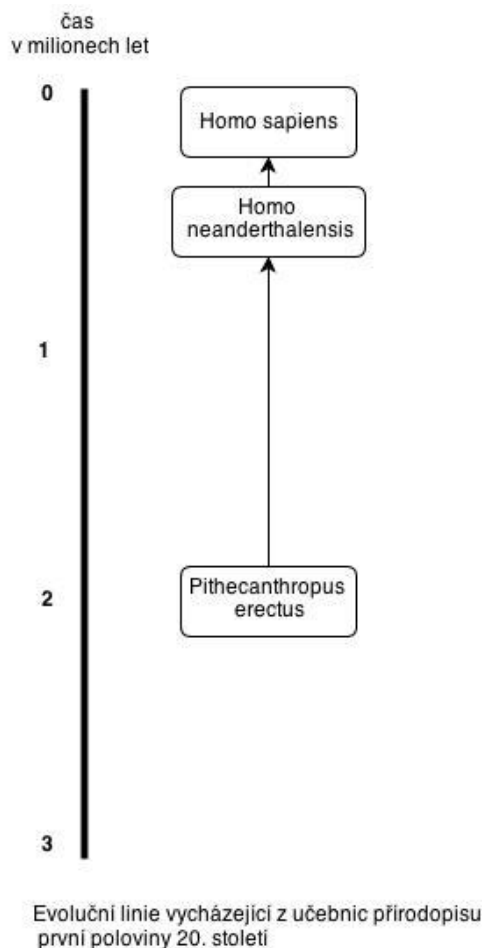 čas
v milionech let
0
Homo sapiens
Homo
neanderthalensis
1
Pithecanthropus
erectus
2
3
Evoluční linie vycházející z učebnic přírodopisu
první poloviny 20. století